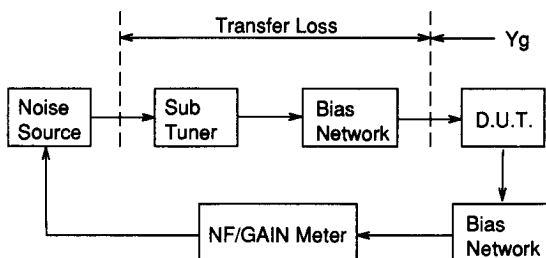 Transfer Loss
Yg
Noise
Source
Sub
Tuner
Bias
Network
D.U.T.
NF/GAIN Meter
Bias
Network